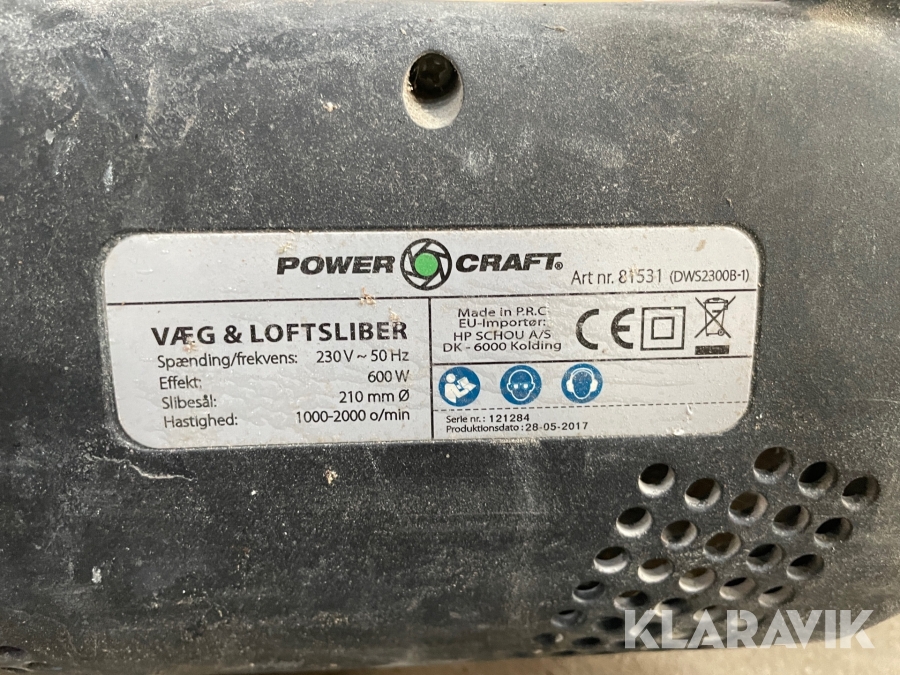 POWER CRAFT®
Art nr. 81531 (DWS2300B-1)
VÆG & LOFTSLIBER
Spænding/frekvens: 230 V ~ 50 Hz
Effekt: 600 W
Slibesål: 210 mm Ø
Hastighed: 1000-2000 o/min
Made in P.R.C
EU-Importør:
HP SCHOU A/S
DK - 6000 Kolding
CE
Serie nr.: 121284
Produktionsdato: 28-05-2017
KLARAVIK